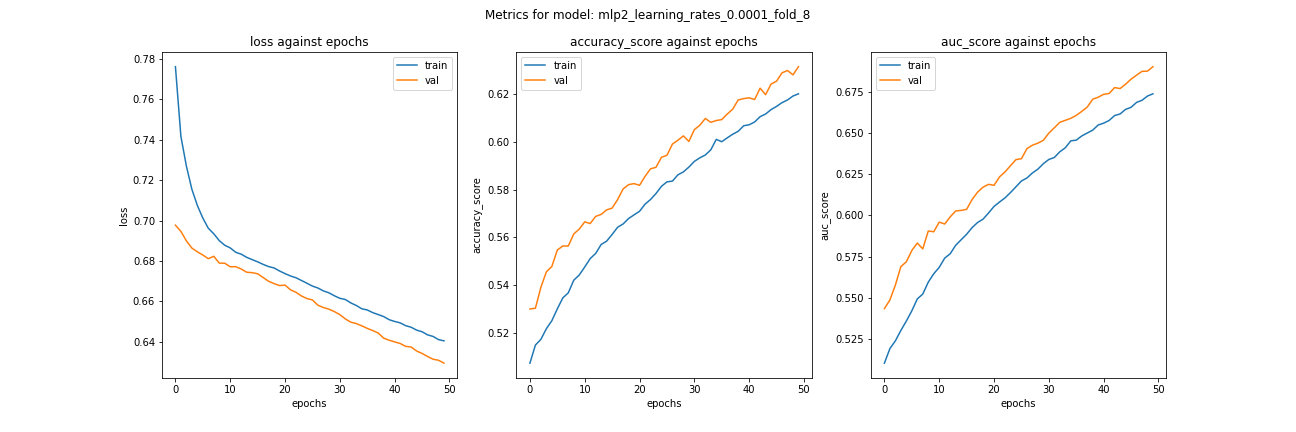 Metrics for model: mlp2_learning_rates_0.0001_fold_8
loss against epochs
train
val
0.78
0.76
0.74
0.72
0.70
0.68
0.66
0.64
loss
0
10
20
30
40
50
epochs
accuracy_score against epochs
train
val
0.62
0.60
0.58
0.56
0.54
0.52
accuracy_score
0
10
20
30
40
50
epochs
auc_score against epochs
train
val
0.675
0.650
0.625
0.600
0.575
0.550
0.525
auc_score
0
10
20
30
40
50
epochs